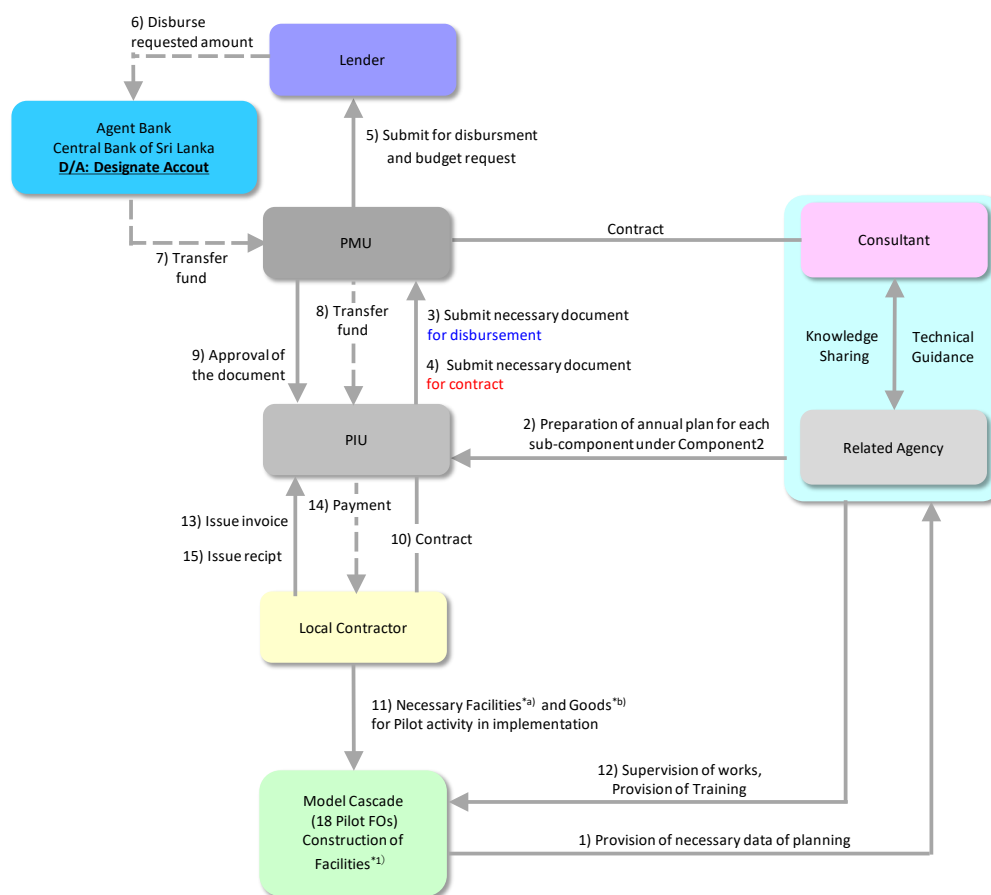 6) Disburse
requested amount
Lender
Agent Bank
Central Bank of Sri Lanka
D/A: Designate Accout
5) Submit for disbursment
and budget request
PMU
Contract
Consultant
7) Transfer
fund
8) Transfer
fund
3) Submit necessary document
for disbursement
9) Approval of
the document
4) Submit necessary document
for contract
Knowledge
Sharing
Technical
Guidance
PIU
2) Preparation of annual plan for each
sub-component under Component2
Related Agency
13) Issue invoice
14) Payment
10) Contract
15) Issue recipt
Local Contractor
11) Necessary Facilities*a) and Goods*b)
for Pilot activity in implementation
12) Supervision of works,
Provision of Training
Model Cascade
(18 Pilot FOs)
Construction of
Facilities*1)
1) Provision of necessary data of planning